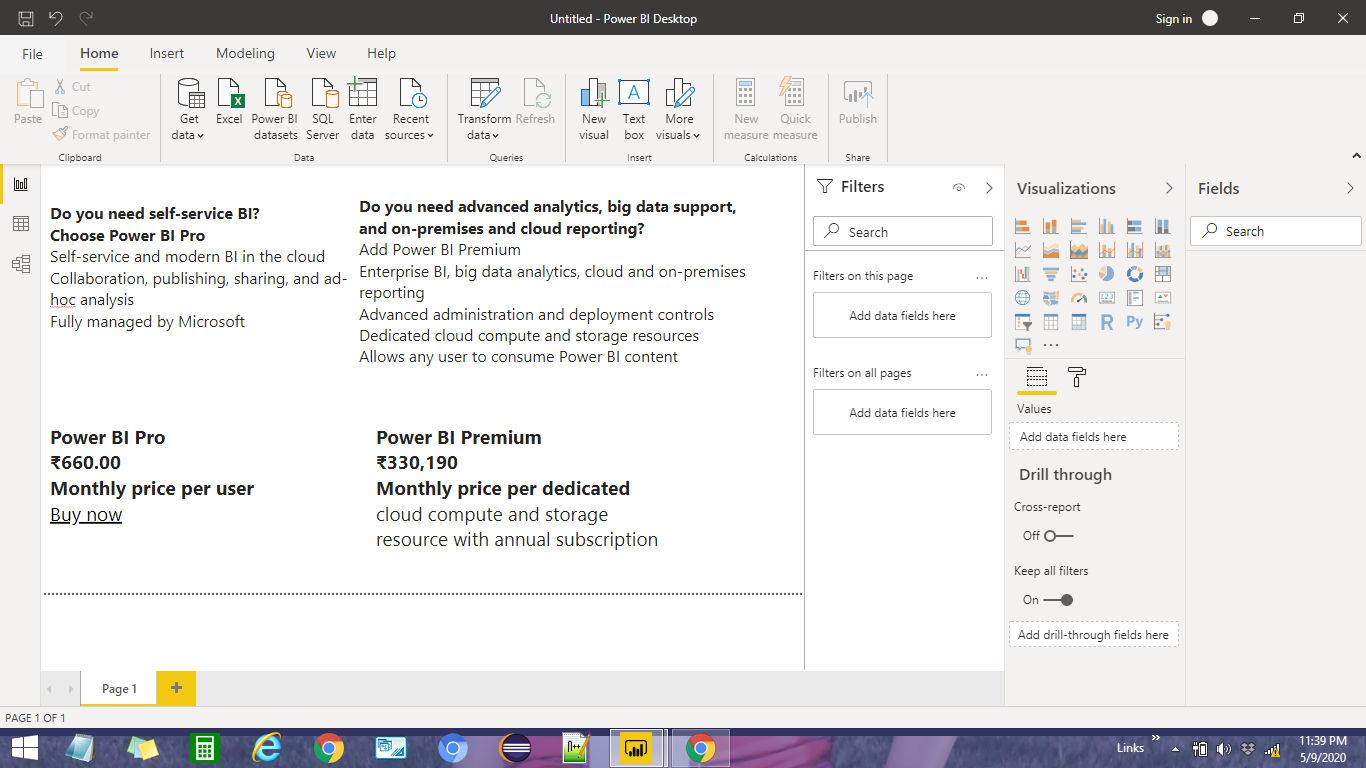 Untitled - Power BI Desktop
Sign in
File
Home
Insert
Modeling
View
Help
Paste
Cut
Copy
Format painter
Clipboard
Get data
Excel
Power BI datasets
SQL Server
Enter data
Recent sources
Data
Transform data
Refresh
Queries
New visual
Text box
More visuals
Insert
New measure
Quick measure
Calculations
Publish
Share
Do you need self-service BI?
Choose Power BI Pro
Self-service and modern BI in the cloud
Collaboration, publishing, sharing, and ad-
hoc analysis
Fully managed by Microsoft
Do you need advanced analytics, big data support,
and on-premises and cloud reporting?
Add Power BI Premium
Enterprise BI, big data analytics, cloud and on-premises
reporting
Advanced administration and deployment controls
Dedicated cloud compute and storage resources
Allows any user to consume Power BI content
Power BI Pro
₹660.00
Monthly price per user
Buy now
Power BI Premium
₹330,190
Monthly price per dedicated
cloud compute and storage
resource with annual subscription
Filters
Search
Filters on this page
Add data fields here
Filters on all pages
Add data fields here
Visualizations
123
R
Py
Values
Add data fields here
Drill through
Cross-report
Off
Keep all filters
On
Add drill-through fields here
Fields
Search
Page 1
PAGE 1 OF 1
Links
11:39 PM
5/9/2020